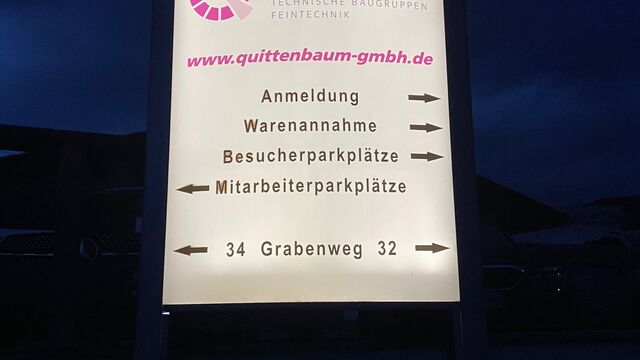 TECHNISCHE BAUGRUPPEN
FEINTECHNIK
www.quittenbaum-gmbh.de
Anmeldung
Warenannahme
Besucherparkplätze
Mitarbeiterparkplätze
34 Grabenweg 32